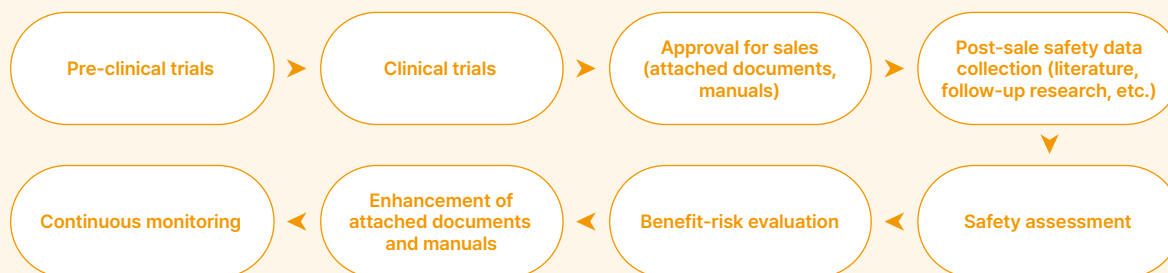 Pre-clinical trials
Clinical trials
Approval for sales
(attached documents,
manuals)
Post-sale safety data
collection (literature,
follow-up research, etc.)
Safety assessment
Benefit-risk evaluation
Enhancement of
attached documents
and manuals
Continuous monitoring